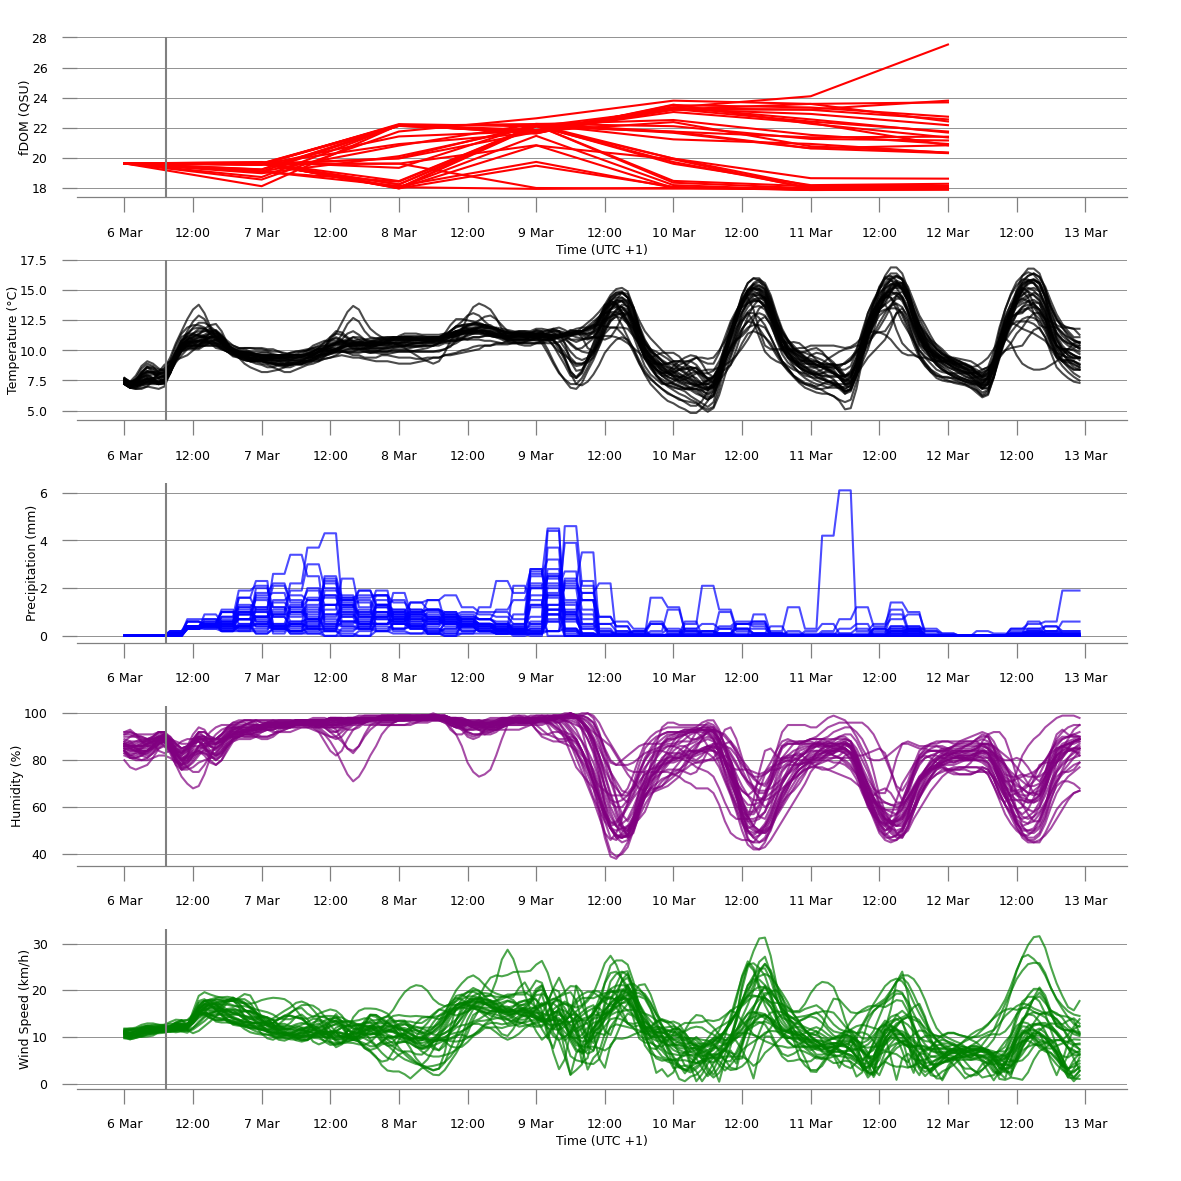 28
26
24
22
20
18
fDOM (QSU)
6 Mar 12:00 7 Mar 12:00 8 Mar 12:00 9 Mar 12:00 10 Mar 12:00 11 Mar 12:00 12 Mar 12:00 13 Mar
Time (UTC +1)
17.5
15.0
12.5
10.0
7.5
5.0
Temperature (°C)
6 Mar 12:00 7 Mar 12:00 8 Mar 12:00 9 Mar 12:00 10 Mar 12:00 11 Mar 12:00 12 Mar 12:00 13 Mar
6
4
2
0
Precipitation (mm)
6 Mar 12:00 7 Mar 12:00 8 Mar 12:00 9 Mar 12:00 10 Mar 12:00 11 Mar 12:00 12 Mar 12:00 13 Mar
100
80
60
40
Humidity (%)
6 Mar 12:00 7 Mar 12:00 8 Mar 12:00 9 Mar 12:00 10 Mar 12:00 11 Mar 12:00 12 Mar 12:00 13 Mar
30
20
10
0
Wind Speed (km/h)
6 Mar 12:00 7 Mar 12:00 8 Mar 12:00 9 Mar 12:00 10 Mar 12:00 11 Mar 12:00 12 Mar 12:00 13 Mar
Time (UTC +1)